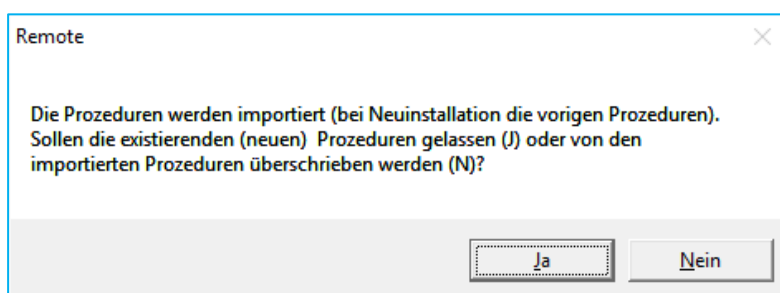 Remote
Die Prozeduren werden importiert (bei Neuinstallation die vorigen Prozeduren).
Sollen die existierenden (neuen)  Prozeduren gelassen (J) oder von den
importierten Prozeduren überschrieben werden (N)?
Ja
Nein